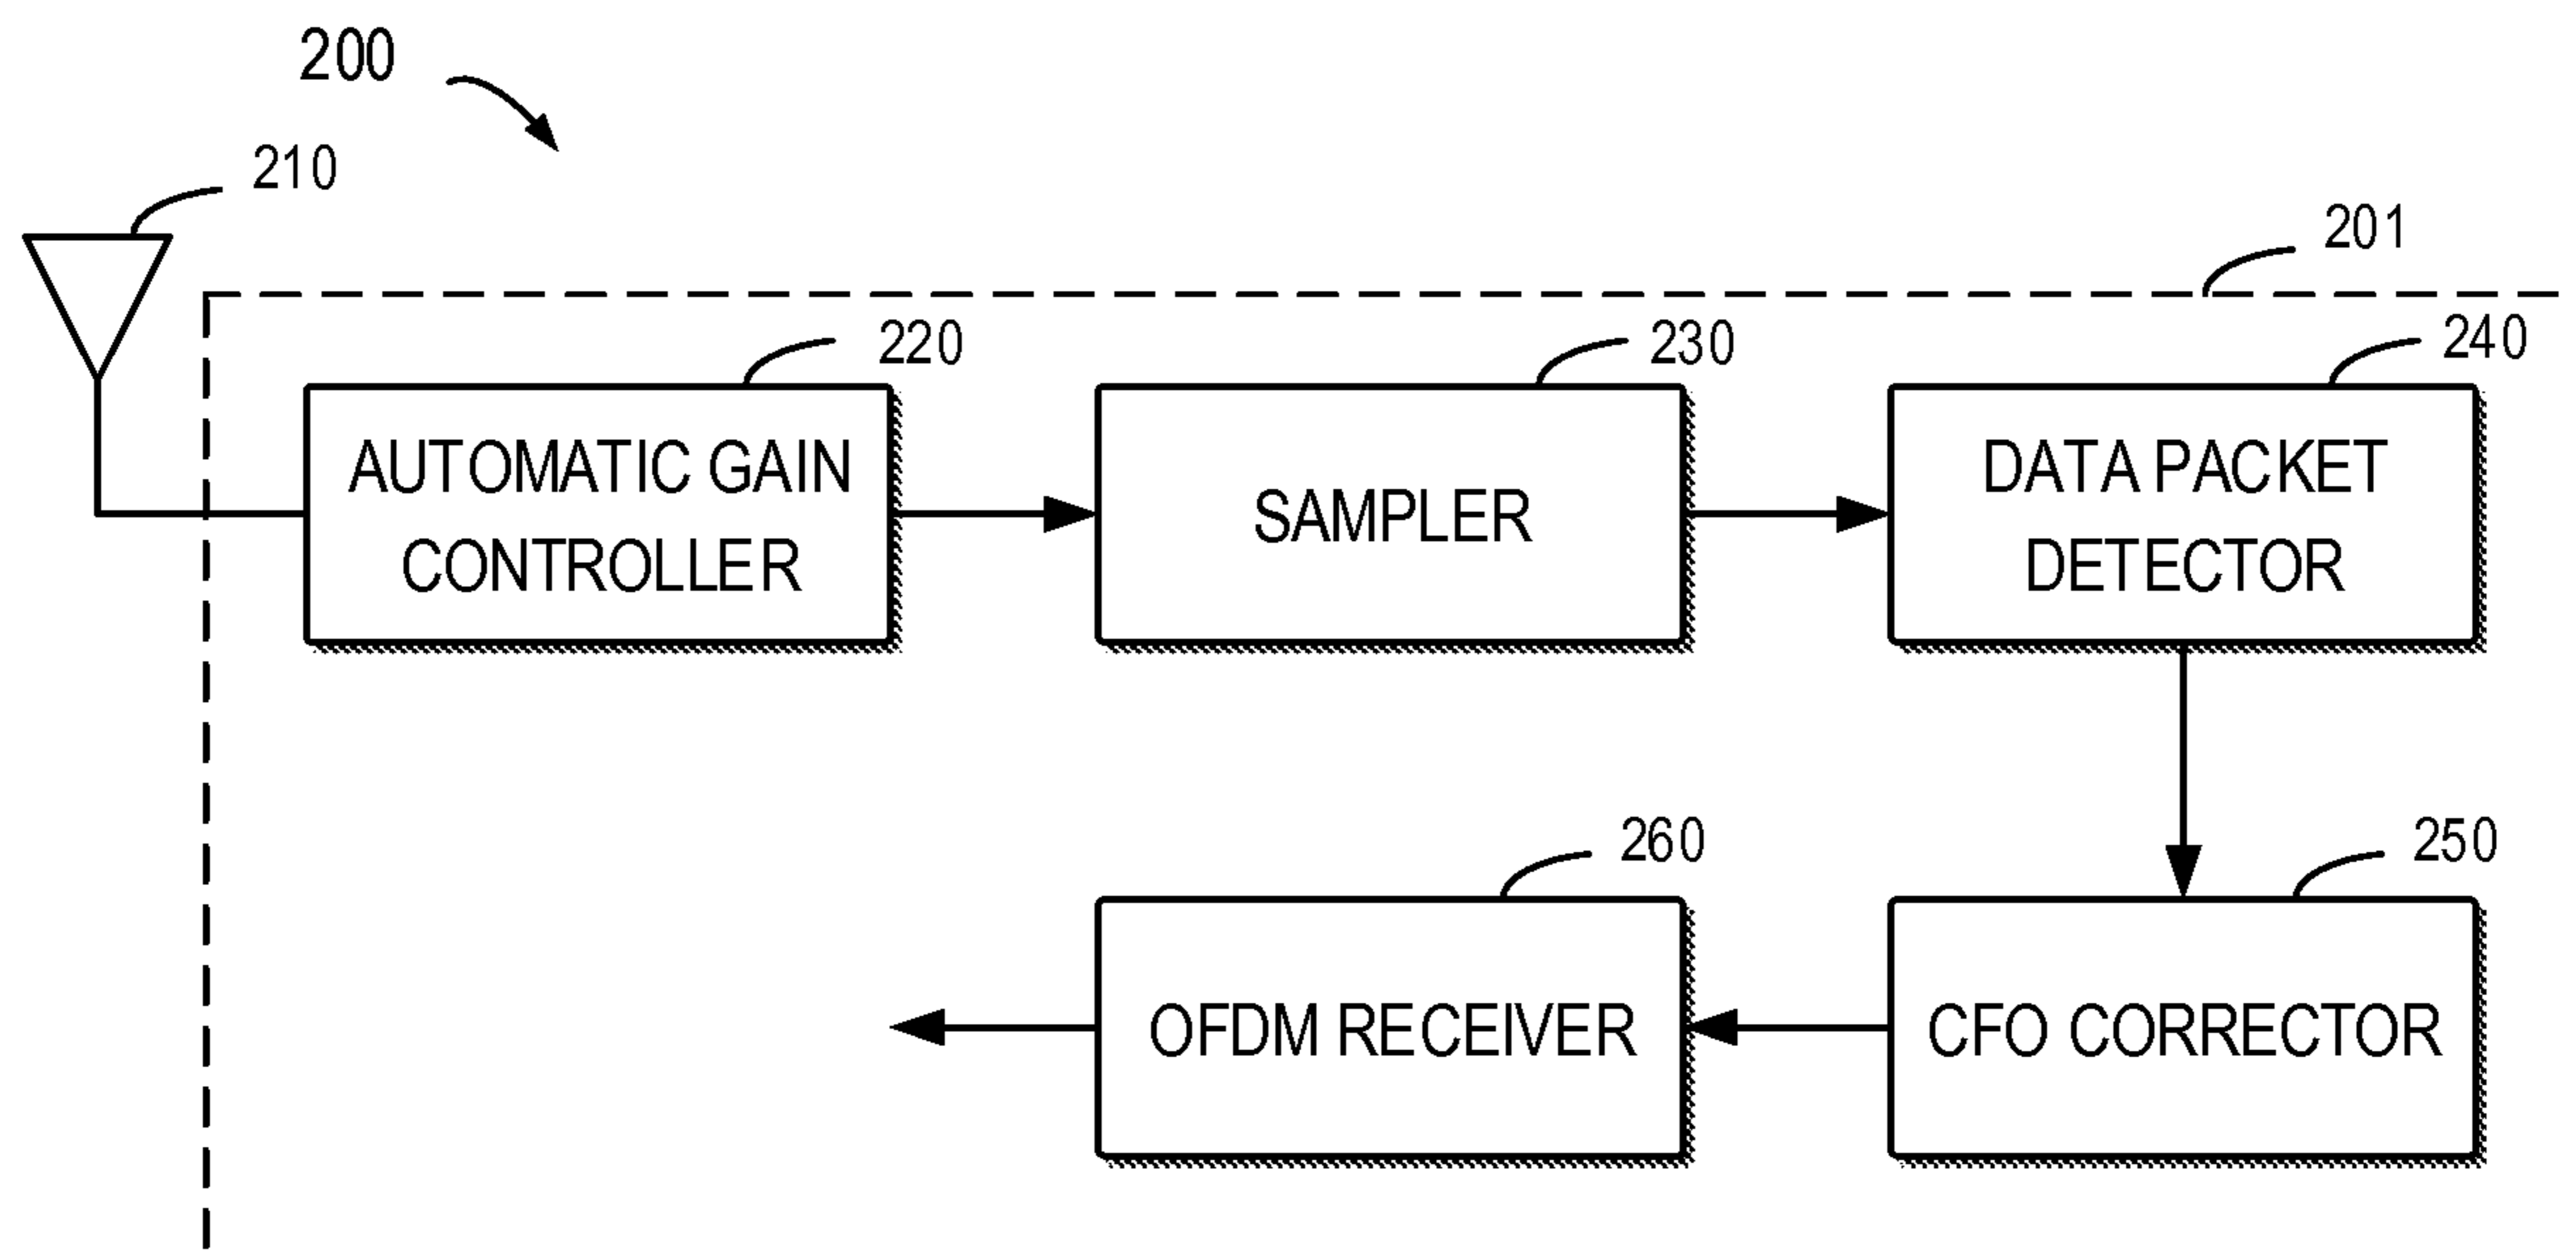 200
210
201
220
230
240
AUTOMATIC GAIN
CONTROLLER
SAMPLER
DATA PACKET
DETECTOR
260
250
OFDM RECEIVER
CFO CORRECTOR